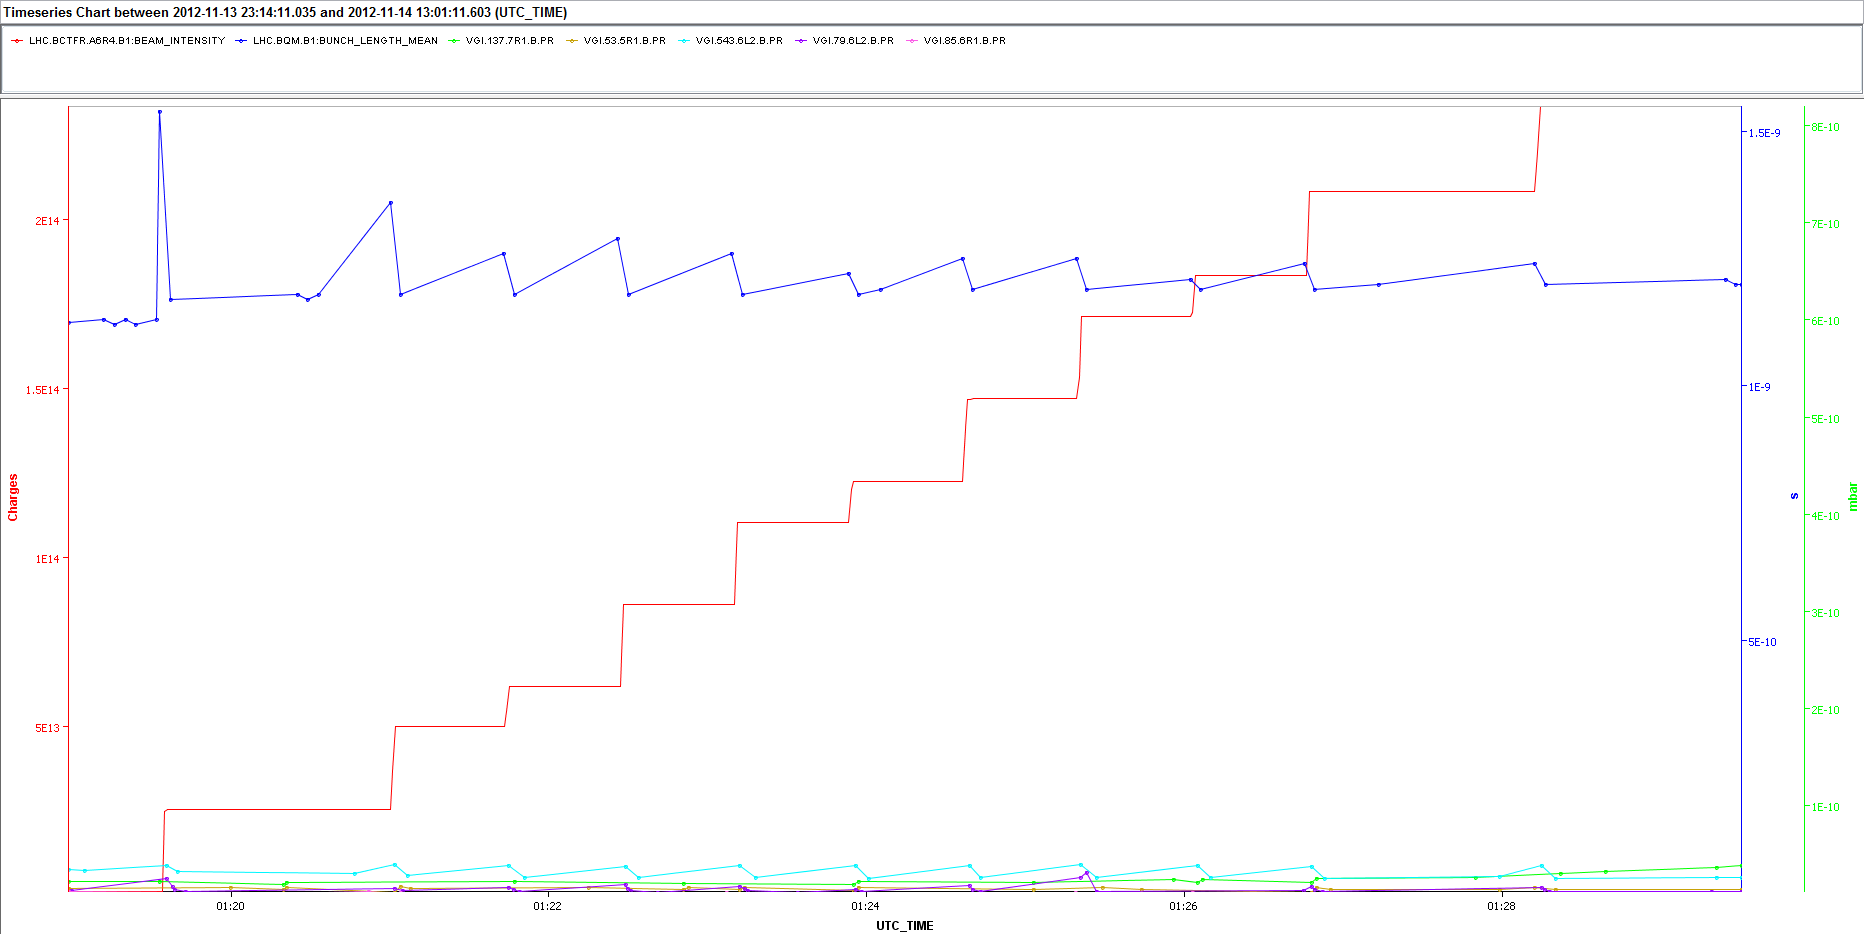 Timeseries Chart between 2012-11-13 23:14:11.035 and 2012-11-14 13:01:11.603 (UTC_TIME)
LHC.BCTFR.A6R4.B1:BEAM_INTENSITY LHC.BQM.B1:BUNCH_LENGTH_MEAN VGI.137.7R1.B.PR VGI.53.5R1.B.PR VGI.543.6L2.B.PR VGI.79.6L2.B.PR VGI.85.6R1.B.PR
Charges
2E14
1.5E14
1E14
5E13
1.5E-9
1E-9
5E-10
s
8E-10
7E-10
6E-10
5E-10
4E-10
3E-10
2E-10
1E-10
mbar
01:20 01:22 01:24 01:26 01:28
UTC_TIME